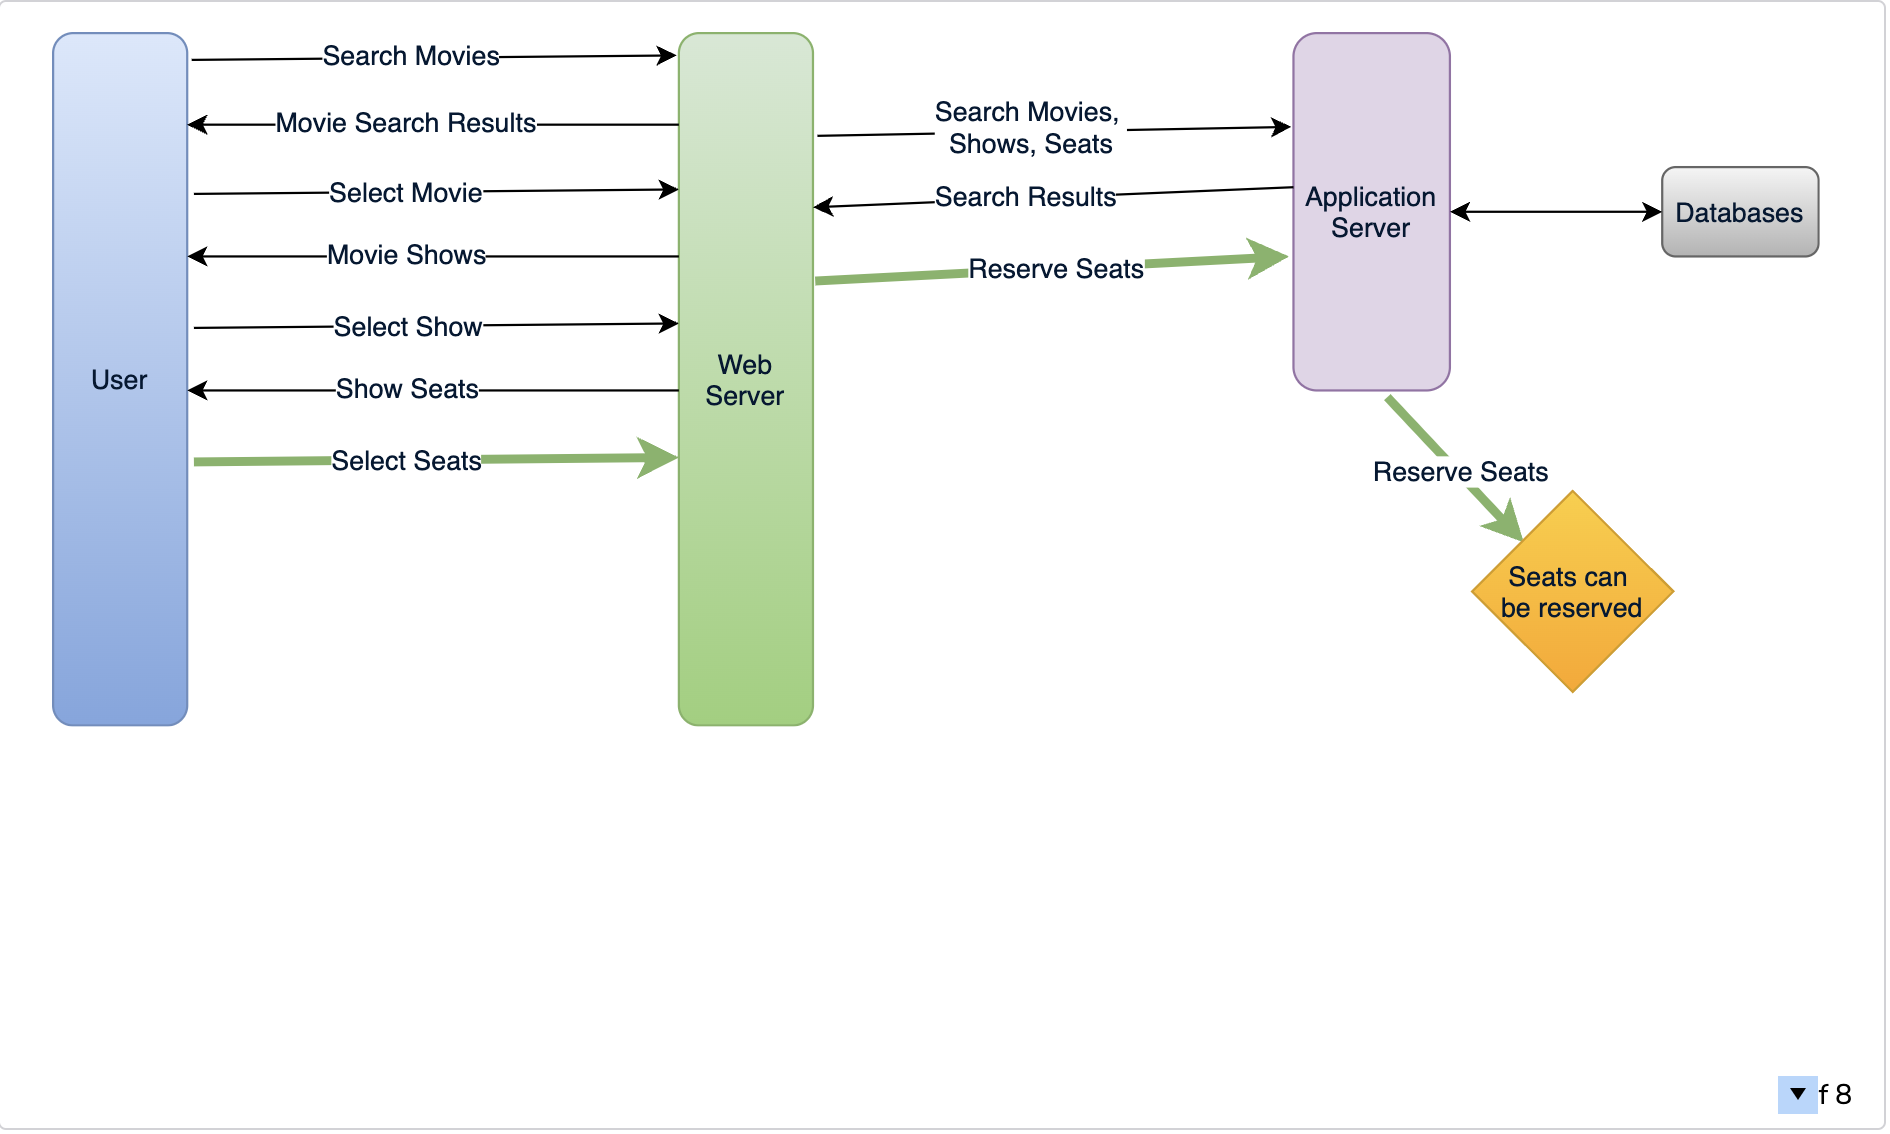 Search Movies
Movie Search Results
Select Movie
Movie Shows
Select Show
Show Seats
Select Seats
User
Web
Server
Search Movies,
Shows, Seats
Search Results
Reserve Seats
Application
Server
Databases
Reserve Seats
Seats can
be reserved
f 8